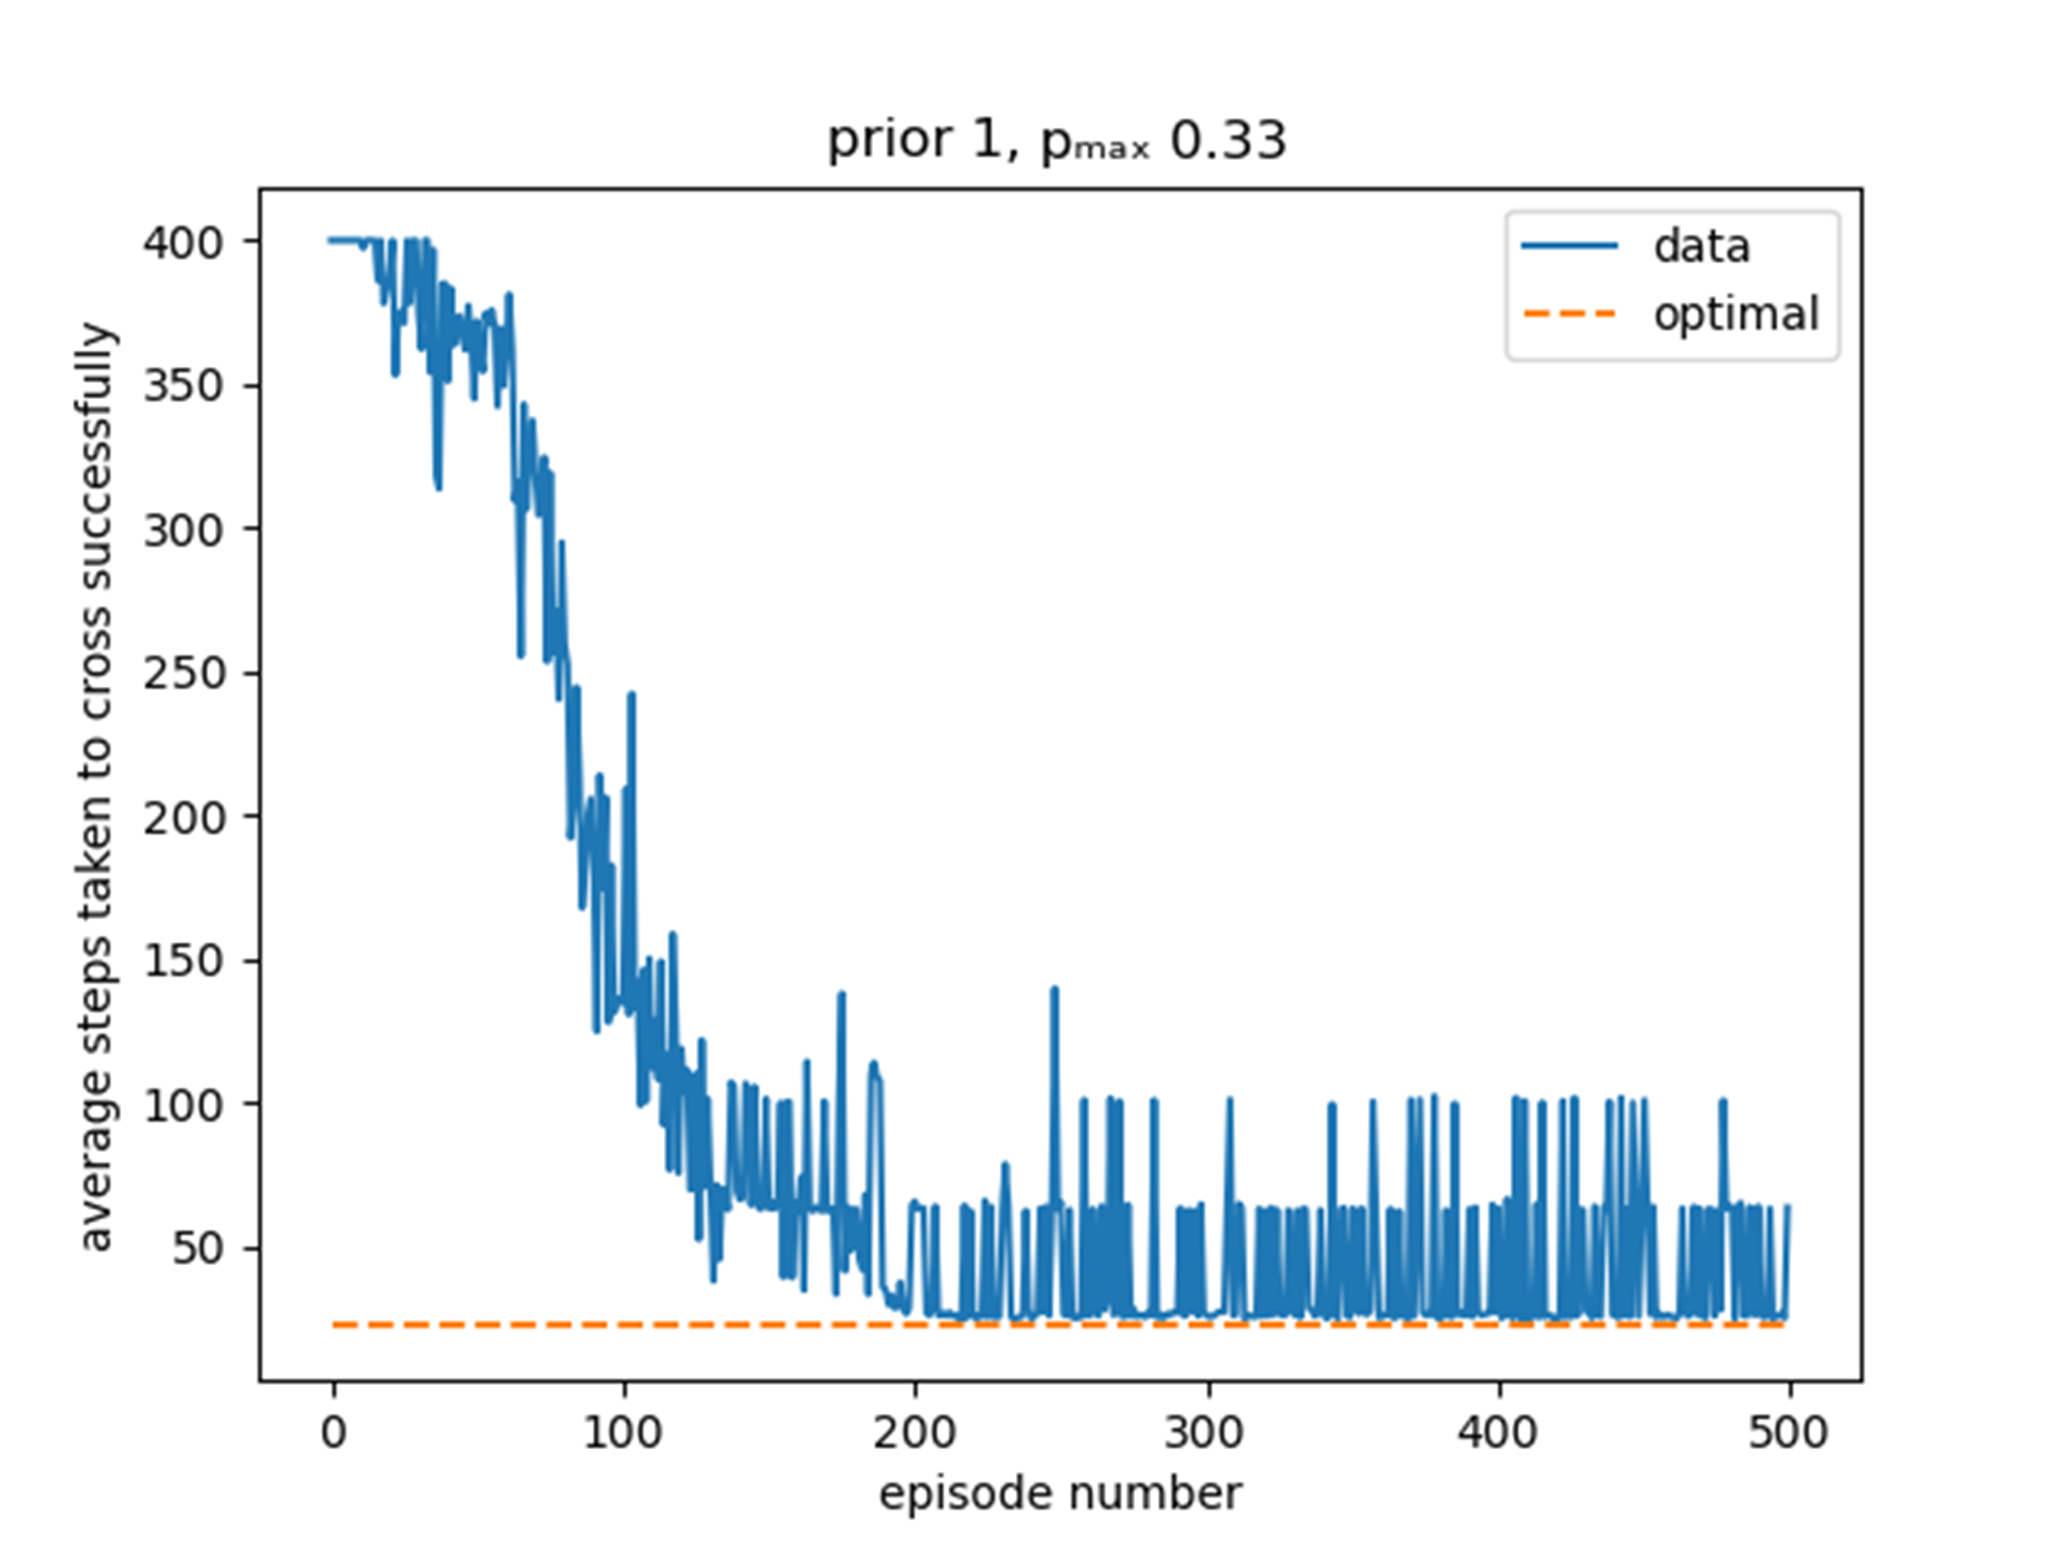 prior 1, pₘₐₓ 0.33
data
optimal
average steps taken to cross successfully
400
350
300
250
200
150
100
50
0 100 200 300 400 500
episode number